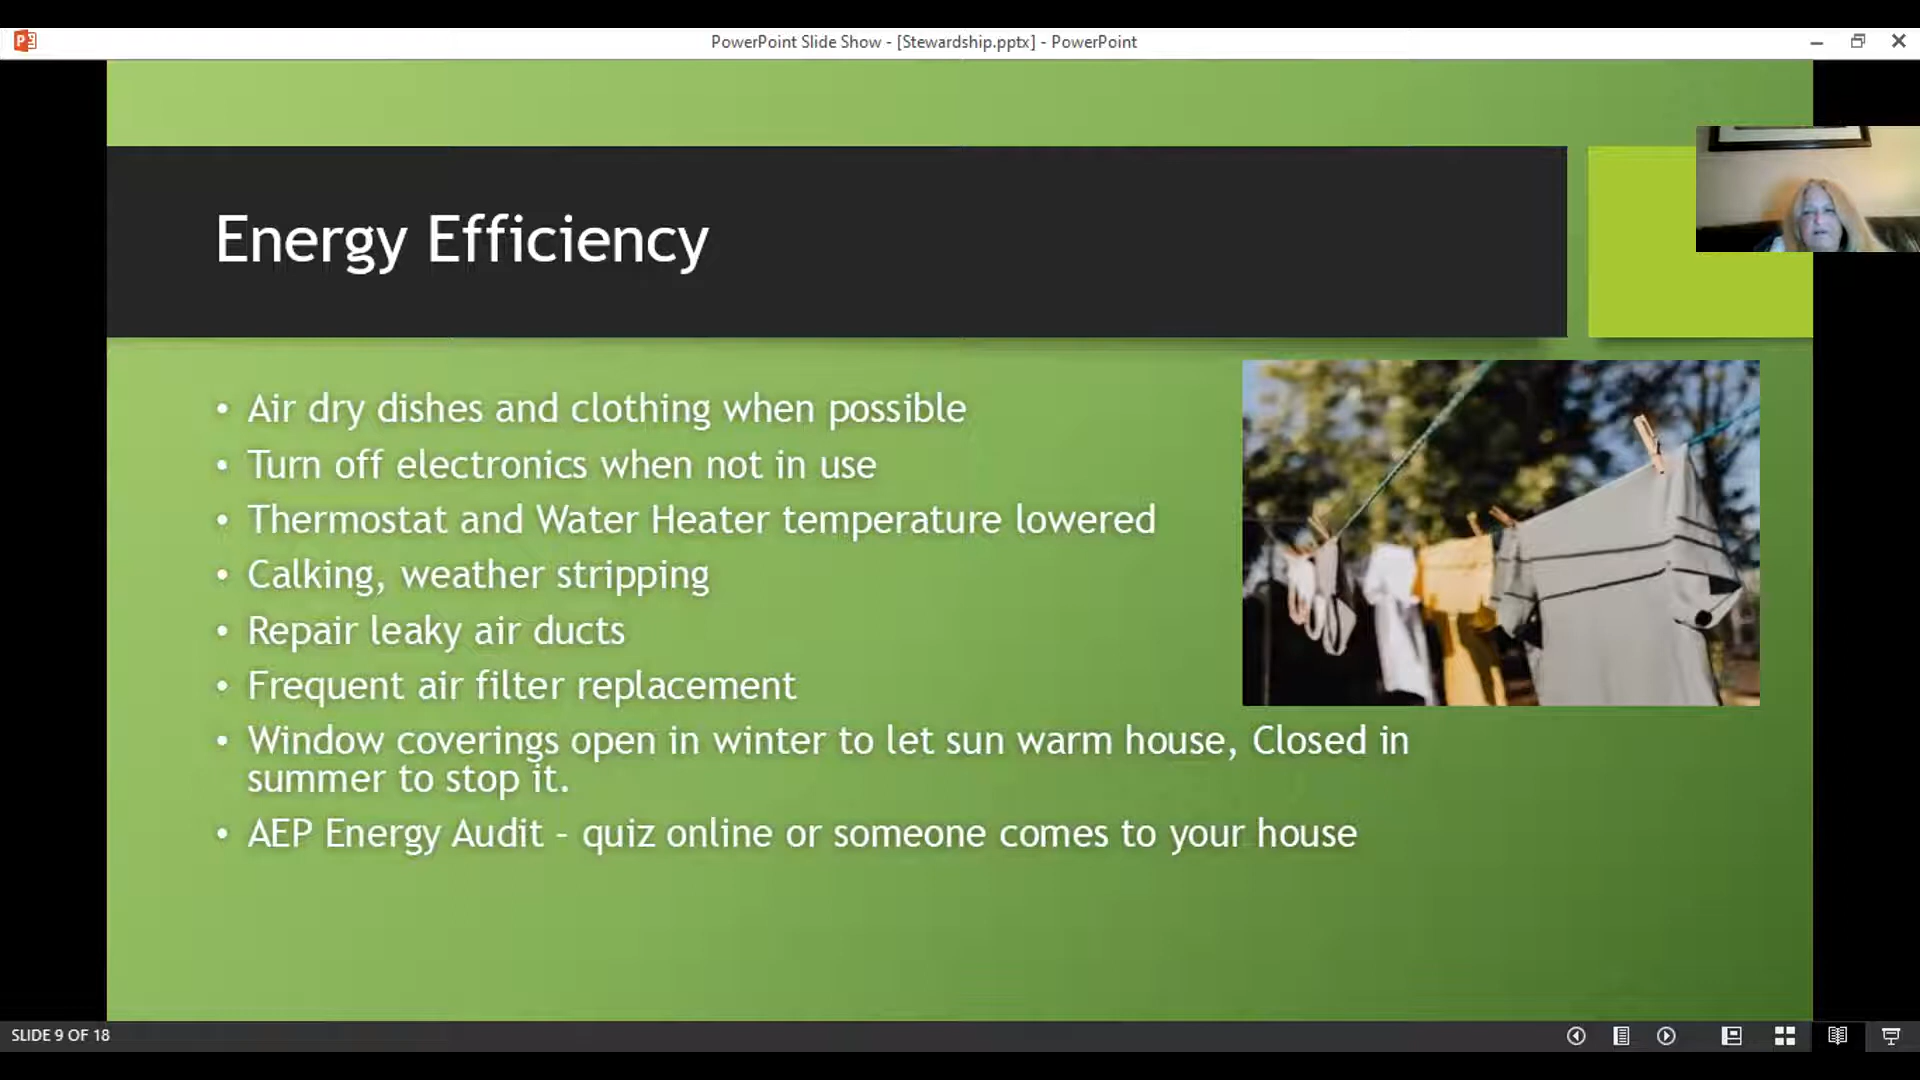 PowerPoint Slide Show - [Stewardship.pptx] - PowerPoint
Energy Efficiency
• Air dry dishes and clothing when possible
• Turn off electronics when not in use
• Thermostat and Water Heater temperature lowered
• Calking, weather stripping
• Repair leaky air ducts
• Frequent air filter replacement
• Window coverings open in winter to let sun warm house, Closed in
summer to stop it.
• AEP Energy Audit – quiz online or someone comes to your house
SLIDE 9 OF 18